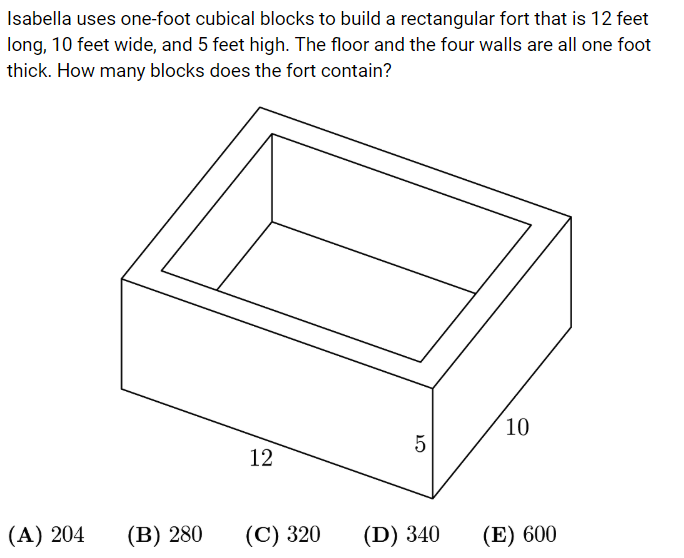 Isabella uses one-foot cubical blocks to build a rectangular fort that is 12 feet
long, 10 feet wide, and 5 feet high. The floor and the four walls are all one foot
thick. How many blocks does the fort contain?
10
5
12
(A) 204 (B) 280 (C) 320 (D) 340 (E) 600